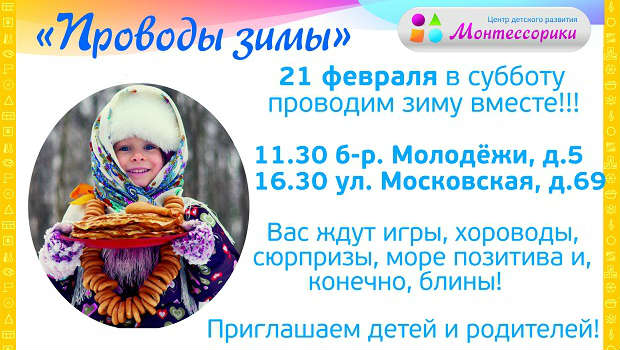 «Проводы зимы»
Центр детского развития
Монтессорики
21 февраля в субботу
проводим зиму вместе!!!
11.30 б-р. Молодёжи, д.5
16.30 ул. Московская, д.69
Вас ждут игры, хороводы,
сюрпризы, море позитива и,
конечно, блины!
Приглашаем детей и родителей!